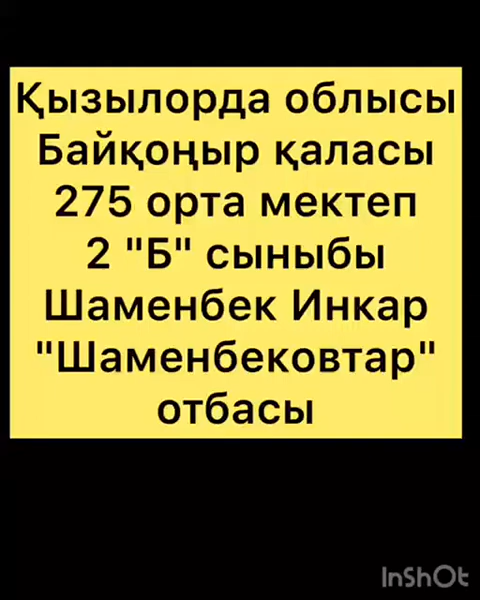 Қызылорда облысы
Байқоңыр қаласы
275 орта мектеп
2 "Б" сыныбы
Шаменбек Инкар
"Шаменбековтар"
отбасы
InShOt